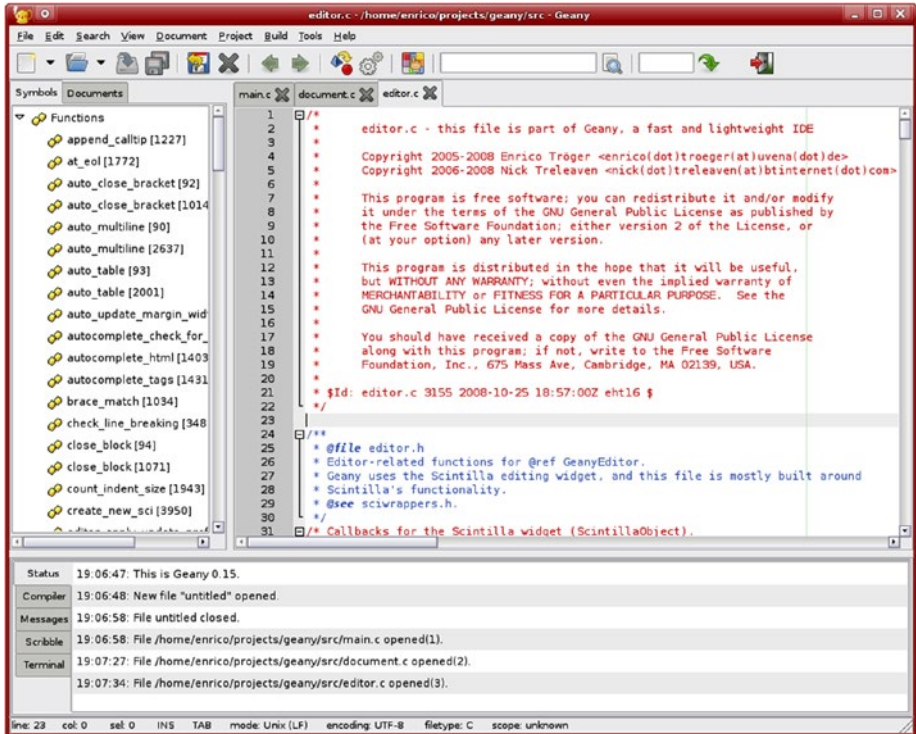 editor.c - /home/enrico/projects/geany/src - Geany
File Edit Search View Document Project Build Tools Help
Symbols Documents
main.c document.c editor.c
Functions
append_calltip [1227]
at_eol [1772]
auto_close_bracket [92]
auto_close_bracket [1014
auto_multiline [90]
auto_multiline [2637]
auto_table [93]
auto_table [2001]
auto_update_margin_wid
autocomplete_check_for_
autocomplete_html [1403
autocomplete_tags [1431
brace_match [1034]
check_line_breaking [348
close_block [94]
close_block [1071]
count_indent_size [1943]
create_new_sci [3950]
1 /*
2 * editor.c - this file is part of Geany, a fast and lightweight IDE
3 *
4 * Copyright 2005-2008 Enrico Tröger <enrico(dot)troeger(at)uvena(dot)de>
5 * Copyright 2006-2008 Nick Treleaven <nick(dot)treleaven(at)btinternet(dot)com>
6 *
7 * This program is free software; you can redistribute it and/or modify
8 * it under the terms of the GNU General Public License as published by
9 * the Free Software Foundation; either version 2 of the License, or
10 * (at your option) any later version.
11 *
12 * This program is distributed in the hope that it will be useful,
13 * but WITHOUT ANY WARRANTY; without even the implied warranty of
14 * MERCHANTABILITY or FITNESS FOR A PARTICULAR PURPOSE. See the
15 * GNU General Public License for more details.
16 *
17 * You should have received a copy of the GNU General Public License
18 * along with this program; if not, write to the Free Software
19 * Foundation, Inc., 675 Mass Ave, Cambridge, MA 02139, USA.
20 *
21 * $Id: editor.c 3155 2008-10-25 18:57:00Z eht16 $
22 */
23
24 /**
25 * @file editor.h
26 * Editor-related functions for @ref GeanyEditor.
27 * Geany uses the Scintilla editing widget, and this file is mostly built around
28 * Scintilla's functionality.
29 * @see sciwrappers.h.
30 */
31 /* Callbacks for the Scintilla widget (ScintillaObject).
Status
Compiler
Messages
Scribble
Terminal
19:06:47: This is Geany 0.15.
19:06:48: New file "untitled" opened.
19:06:58: File untitled closed.
19:06:58: File /home/enrico/projects/geany/src/main.c opened(1).
19:07:27: File /home/enrico/projects/geany/src/document.c opened(2).
19:07:34: File /home/enrico/projects/geany/src/editor.c opened(3).
line: 23 col: 0 sel: 0 INS TAB mode: Unix (LF) encoding: UTF-8 filetype: C scope: unknown